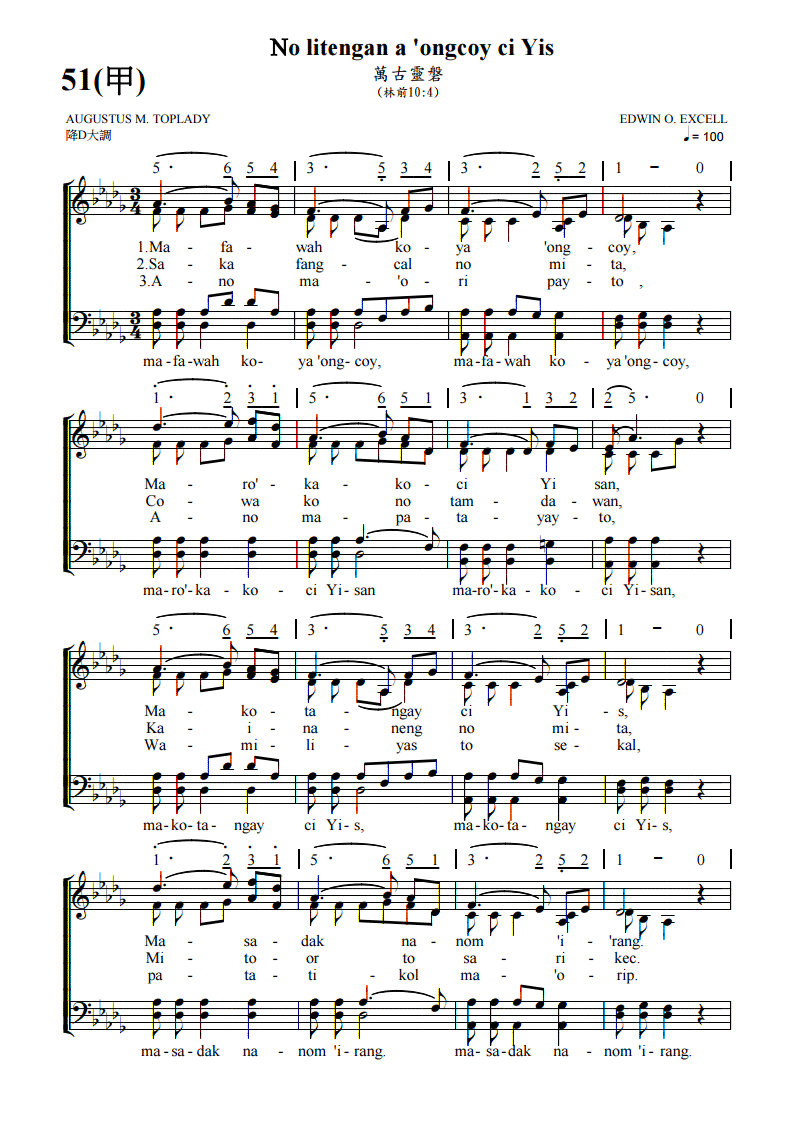 No litengan a 'ongcoy ci Yis
51(甲)
萬古靈磐
(林前10:4)
AUGUSTUS M. TOPLADY
EDWIN O. EXCELL
降D大調
♩ = 100
5 · 6 5 4 | 3 · 5 3 4 | 3 · 2 5 2 | 1 – 0 |
1.Ma- fa- wah ko- ya 'ong- coy,
2.Sa- ka fang- cal no mi- ta,
3.A- no ma- 'o- ri pay- to ,
ma-fa-wah ko- ya 'ong-coy, ma-fa-wah ko - ya 'ong-coy,
1 · 2 3 1 | 5 · 6 5 1 | 3 · 1 3 2 | 2 5 · 0 |
Ma- ro'- ka- ko- ci Yi san,
Co- wa ko no tam- da- wan,
A- no ma- pa- ta- yay- to,
ma-ro'-ka-ko- ci Yi-san ma-ro'-ka-ko- ci Yi-san,
5 · 6 5 4 | 3 · 5 3 4 | 3 · 2 5 2 | 1 – 0 |
Ma- ko- ta- ngay ci Yi- s,
Ka- i- na- neng no mi- ta,
Wa- mi- li- yas to se- kal,
ma-ko-ta-ngay ci Yi-s, ma-ko-ta-ngay ci Yi-s,
1 · 2 3 1 | 5 · 6 5 1 | 3 · 2 5 2 | 1 – 0 |
Ma- sa- dak na- nom 'i- 'rang.
Mi- to- or to sa- ri- kec.
pa- ta- ti- kol ma- 'o- rip.
ma-sa-dak na-nom 'i-rang. ma-sa-dak na-nom 'i-rang.